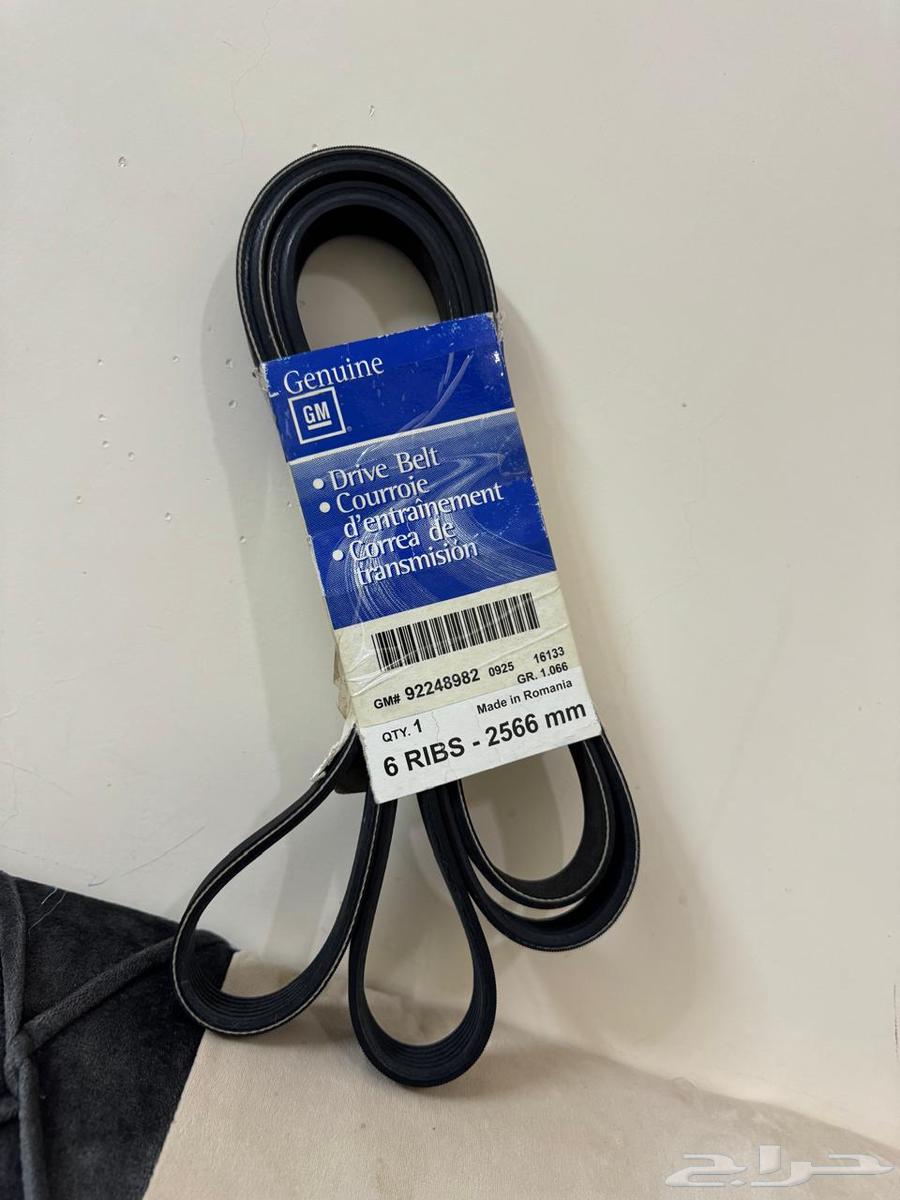 Genuine
GM
• Drive Belt
• Courroie
d'entraînement
• Correa de
transmisión
GM# 92248982 0925 16133
GR. 1.066
QTY. 1 Made in Romania
6 RIBS - 2566 mm
حراج